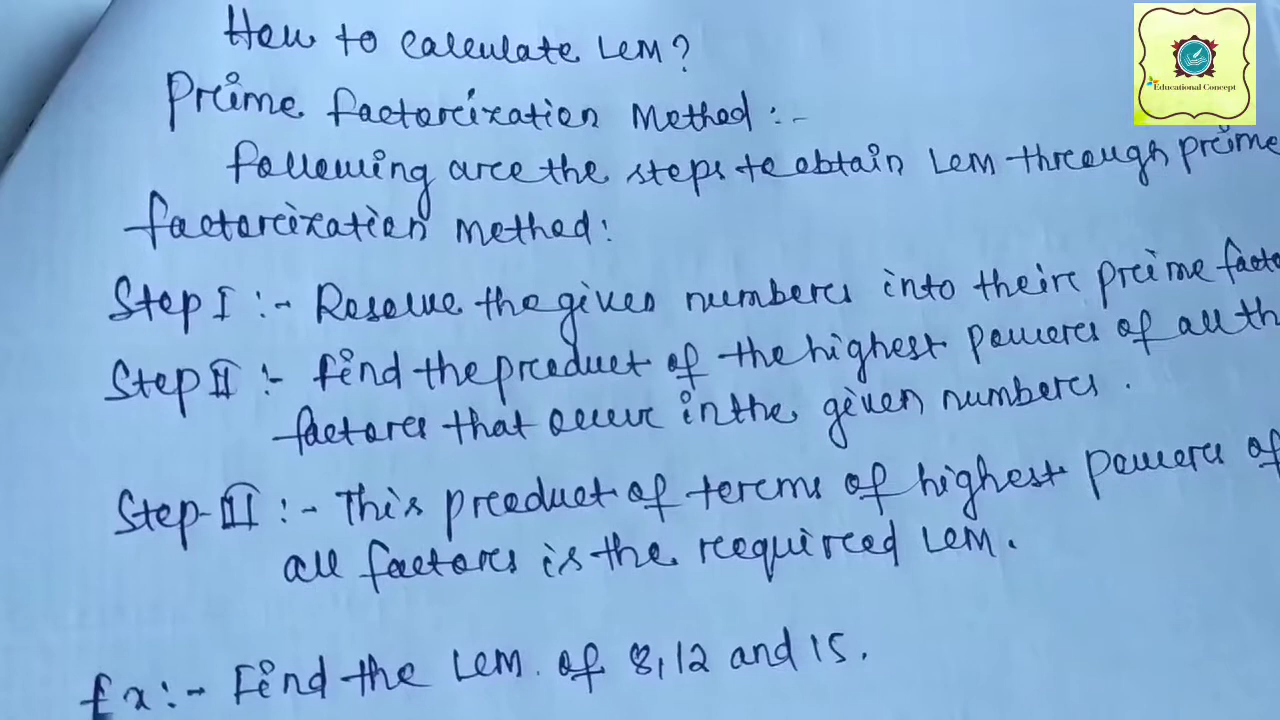 How to calculate LCM?
Prime factorization Method :-
Following are the steps to obtain LCM through prime
factorization method:
Step I :- Resolve the given numbers into their prime facto
Step II :- Find the product of the highest powers of all th
factors that occur in the given numbers.
Step-III :- This product of terms of highest powers of
all factors is the required LCM.
Ex :- Find the LCM. of 8, 12 and 15.
Educational Concept